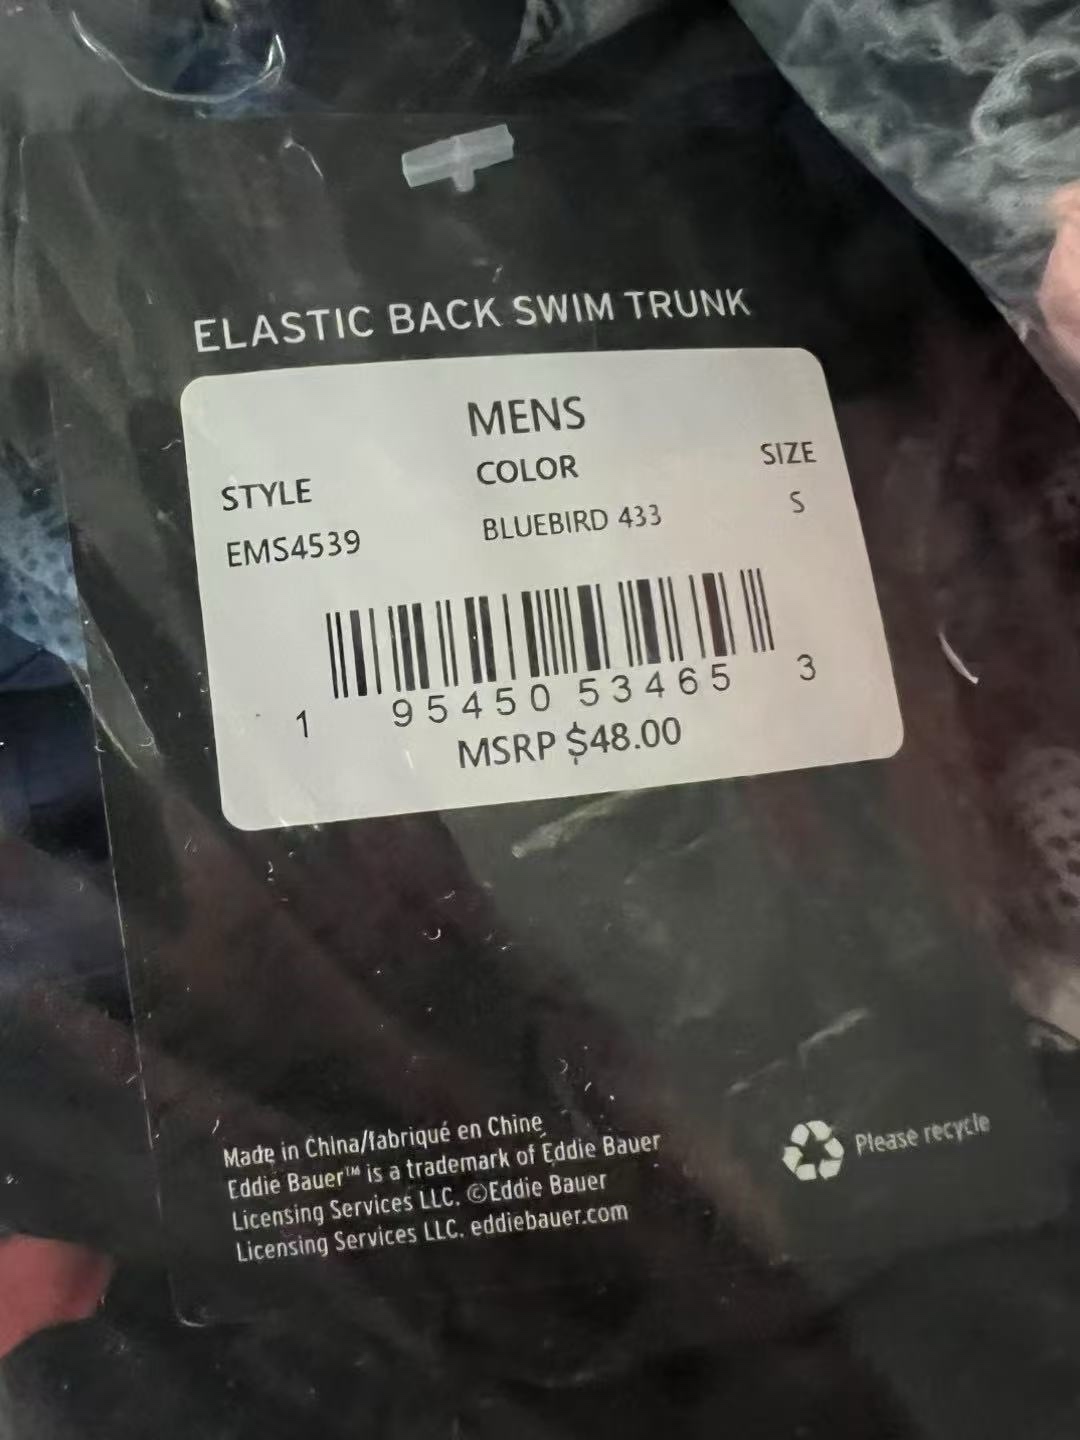 ELASTIC BACK SWIM TRUNK
MENS
STYLE COLOR SIZE
EMS4539 BLUEBIRD 433 S
1 95450 53465 3
MSRP $48.00
Made in China/fabriqué en Chine
Eddie Bauer™ is a trademark of Eddie Bauer
Licensing Services LLC. ©Eddie Bauer
Licensing Services LLC. eddiebauer.com
Please recycle